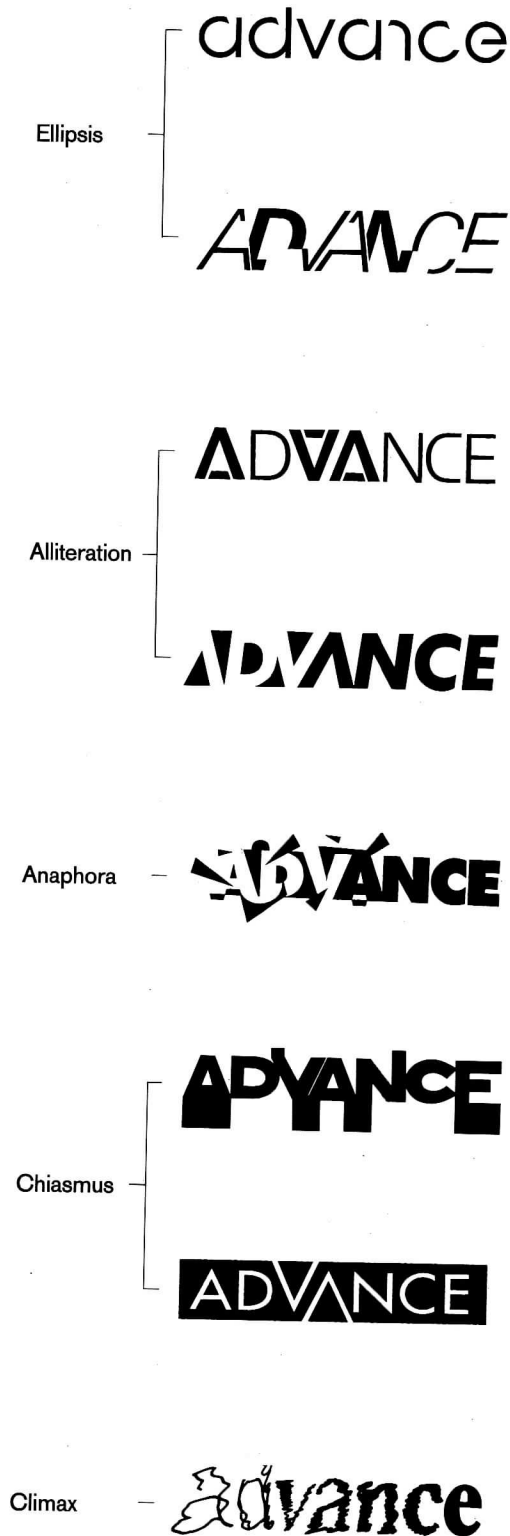 advance
Ellipsis
ADVANCE
ADVANCE
Alliteration
ADVANCE
Anaphora
ADVANCE
ADVANCE
Chiasmus
ADVANCE
Climax
advance